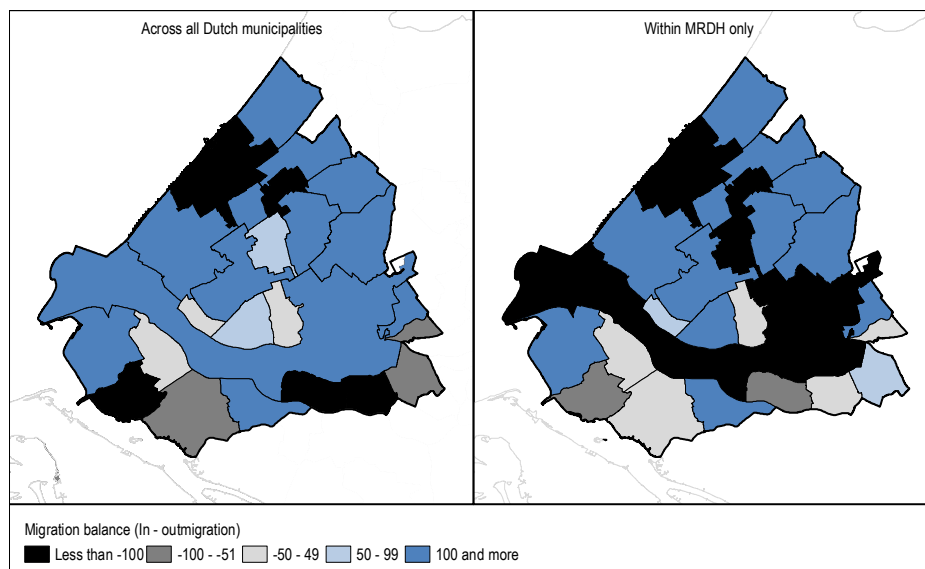 Across all Dutch municipalities
Within MRDH only
Migration balance (In - outmigration)
Less than -100
-100 - -51
-50 - 49
50 - 99
100 and more